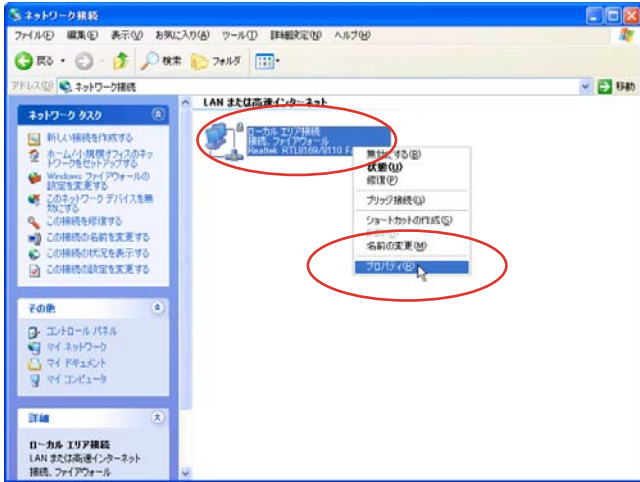 ネットワーク接続
ファイル(F) 編集(E) 表示(V) お気に入り(A) ツール(T) 詳細設定(N) ヘルプ(H)
戻る 検索 フォルダ
アドレス(D) ネットワーク接続 移動
ネットワーク タスク
新しい接続を作成する
ホーム/小規模オフィスのネットワークをセットアップする
Windows ファイアウォールの
設定を変更する
このネットワーク デバイスを無
効にする
この接続を修復する
この接続の名前を変更する
この接続の状況を表示する
この接続の設定を変更する
その他
コントロール パネル
マイ ネットワーク
マイ ドキュメント
マイ コンピュータ
詳細
ローカル エリア接続
LAN または高速インターネット
接続、ファイアウォール
LAN または高速インターネット
ローカル エリア接続
接続、ファイアウォール
Realtek RTL8169/8110 Fa
無効にする(B)
状態(U)
修復(P)
ブリッジ接続(G)
ショートカットの作成(S)
名前の変更(M)
プロパティ(R)